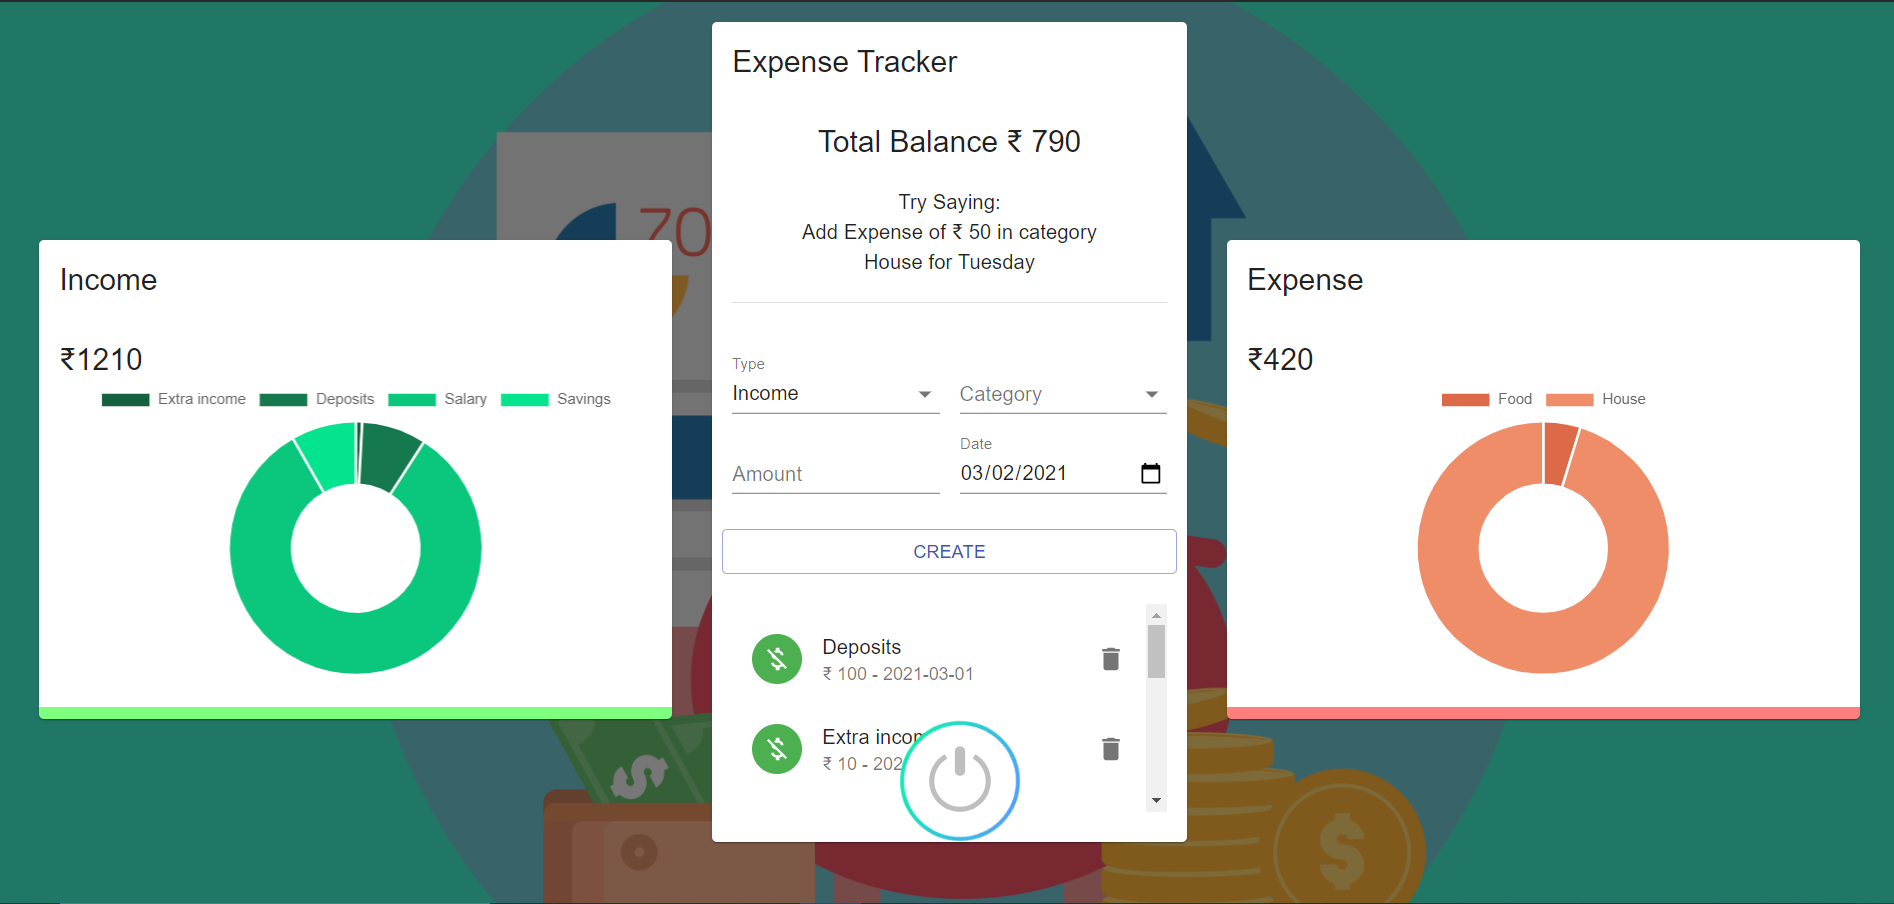 Expense Tracker
Total Balance ₹ 790
Try Saying:
Add Expense of ₹ 50 in category
House for Tuesday
70
Income
₹1210
Extra income Deposits Salary Savings
Type
Income
Category
Amount
Date
03/02/2021
CREATE
Deposits
₹ 100 - 2021-03-01
Extra
₹ 10 -
Expense
₹420
Food House
$
$